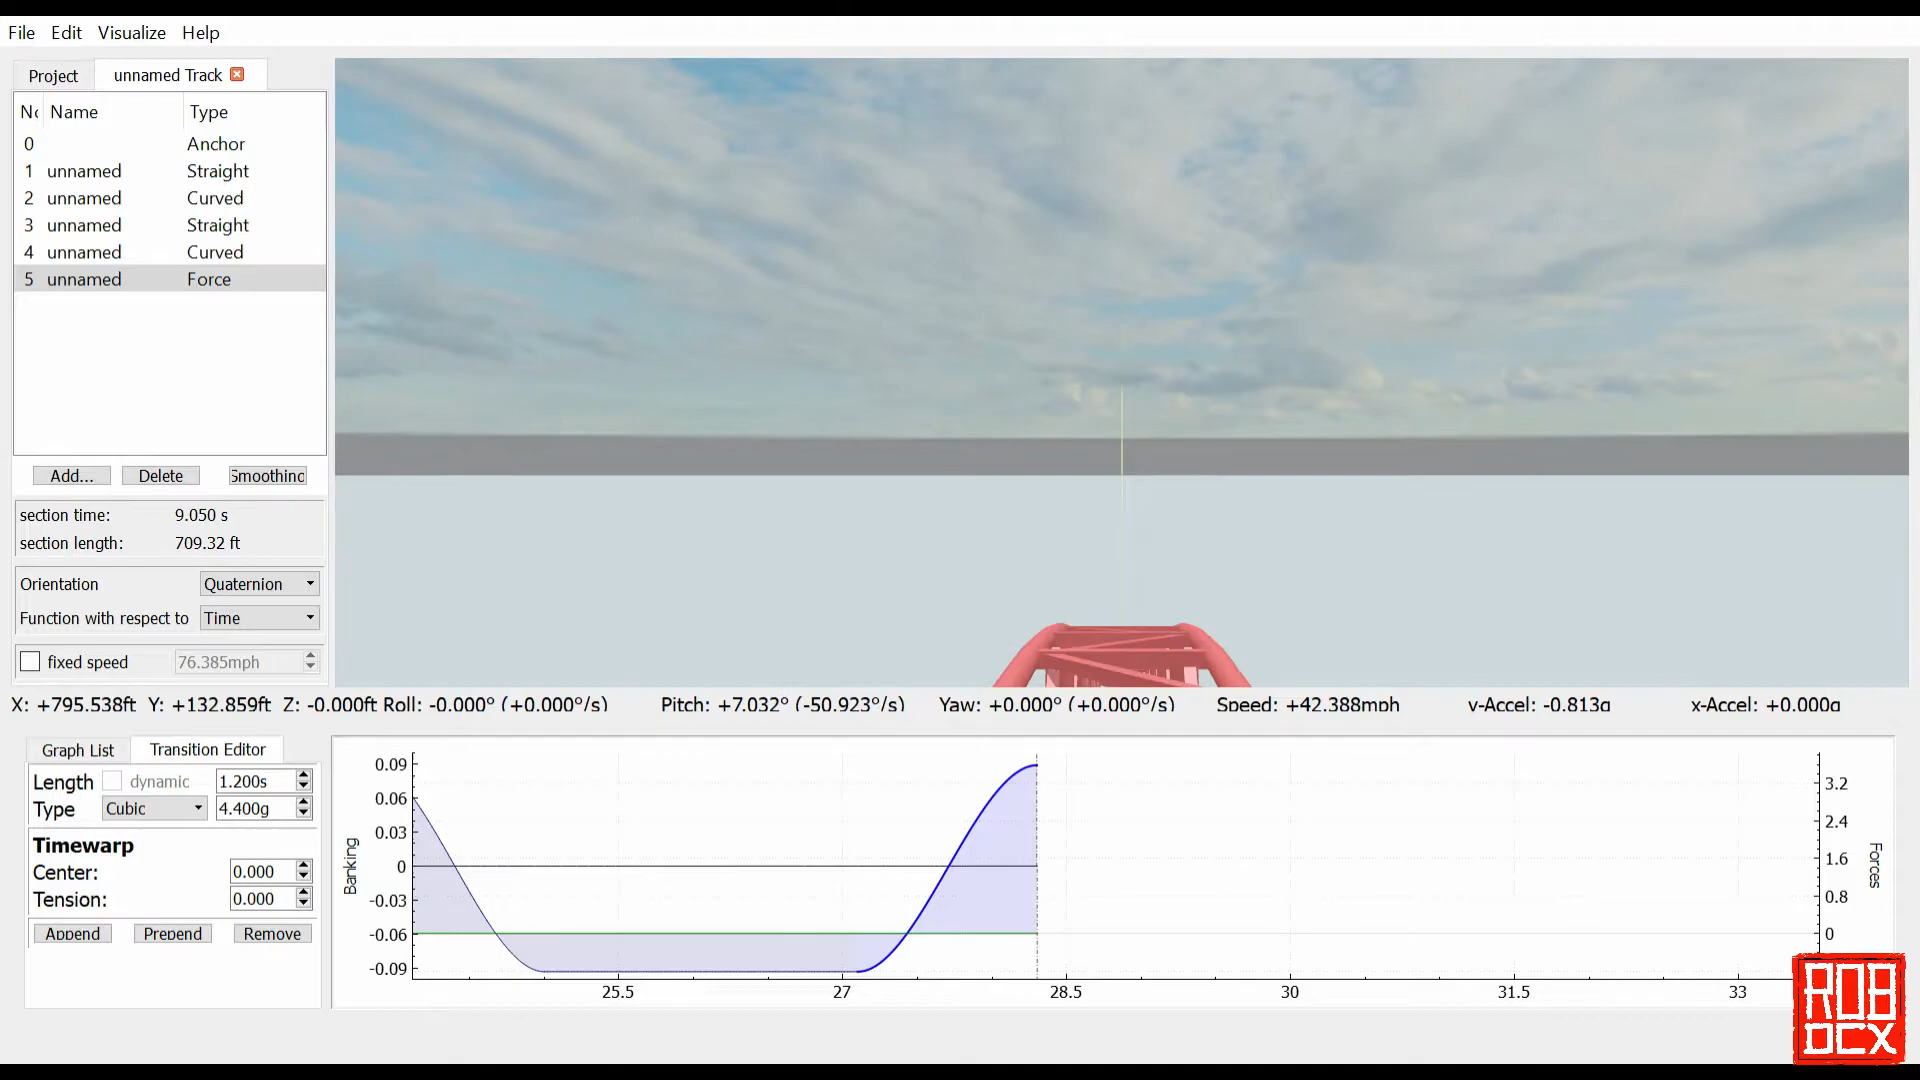 File Edit Visualize Help
Project unnamed Track
Nc Name Type
0 Anchor
1 unnamed Straight
2 unnamed Curved
3 unnamed Straight
4 unnamed Curved
5 unnamed Force
Add... Delete Smoothing
section time: 9.050 s
section length: 709.32 ft
Orientation Quaternion
Function with respect to Time
fixed speed 76.385mph
X: +795.538ft Y: +132.859ft Z: -0.000ft Roll: -0.000° (+0.000°/s) Pitch: +7.032° (-50.923°/s) Yaw: +0.000° (+0.000°/s) Speed: +42.388mph y-Accel: -0.813g x-Accel: +0.000g
Graph List Transition Editor
Length dynamic 1.200s
Type Cubic 4.400g
Timewarp
Center: 0.000
Tension: 0.000
Append Prepend Remove
Banking
0.09
0.06
0.03
0
-0.03
-0.06
-0.09
25.5 27 28.5 30 31.5 33
3.2
2.4
1.6
0.8
0
Forces
ROB
DCX